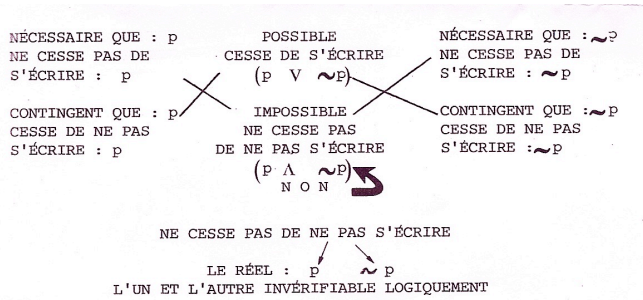 NÉCESSAIRE QUE : p
NE CESSE PAS DE
S'ÉCRIRE : p
CONTINGENT QUE : p
CESSE DE NE PAS
S'ÉCRIRE : p
POSSIBLE
CESSE DE S'ÉCRIRE
(p V ~p)
IMPOSSIBLE
NE CESSE PAS
DE NE PAS S'ÉCRIRE
(p Λ ~p)
N O N
NÉCESSAIRE QUE :~p
NE CESSE PAS DE
S'ÉCRIRE : ~p
CONTINGENT QUE :~p
CESSE DE NE PAS
S'ÉCRIRE :~p
NE CESSE PAS DE NE PAS S'ÉCRIRE
LE RÉEL : p ~ p
L'UN ET L'AUTRE INVÉRIFIABLE LOGIQUEMENT